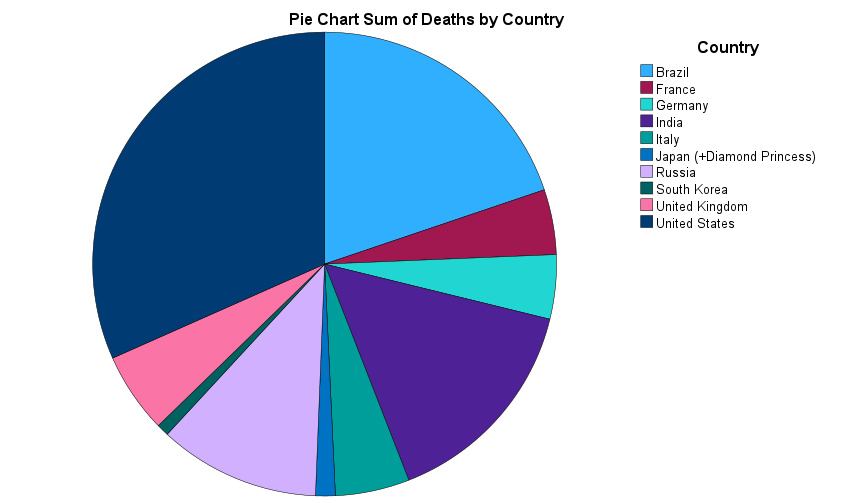 Pie Chart Sum of Deaths by Country
Country
Brazil
France
Germany
India
Italy
Japan (+Diamond Princess)
Russia
South Korea
United Kingdom
United States